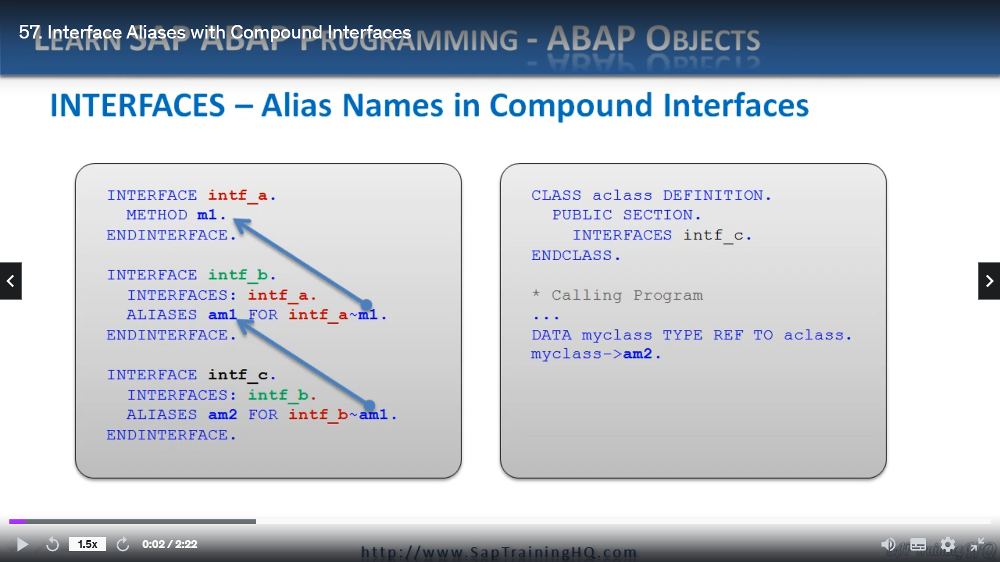 57. Interface Aliases with Compound Interfaces
LEARN SAP ABAP PROGRAMMING - ABAP OBJECTS
INTERFACES – Alias Names in Compound Interfaces
INTERFACE intf_a.
METHOD m1.
ENDINTERFACE.
INTERFACE intf_b.
INTERFACES: intf_a.
ALIASES am1 FOR intf_a~m1.
ENDINTERFACE.
INTERFACE intf_c.
INTERFACES: intf_b.
ALIASES am2 FOR intf_b~am1.
ENDINTERFACE.
CLASS aclass DEFINITION.
PUBLIC SECTION.
INTERFACES intf_c.
ENDCLASS.
* Calling Program
...
DATA myclass TYPE REF TO aclass.
myclass->am2.
1.5x
0:02 / 2:22
http://www.SapTrainingHQ.com